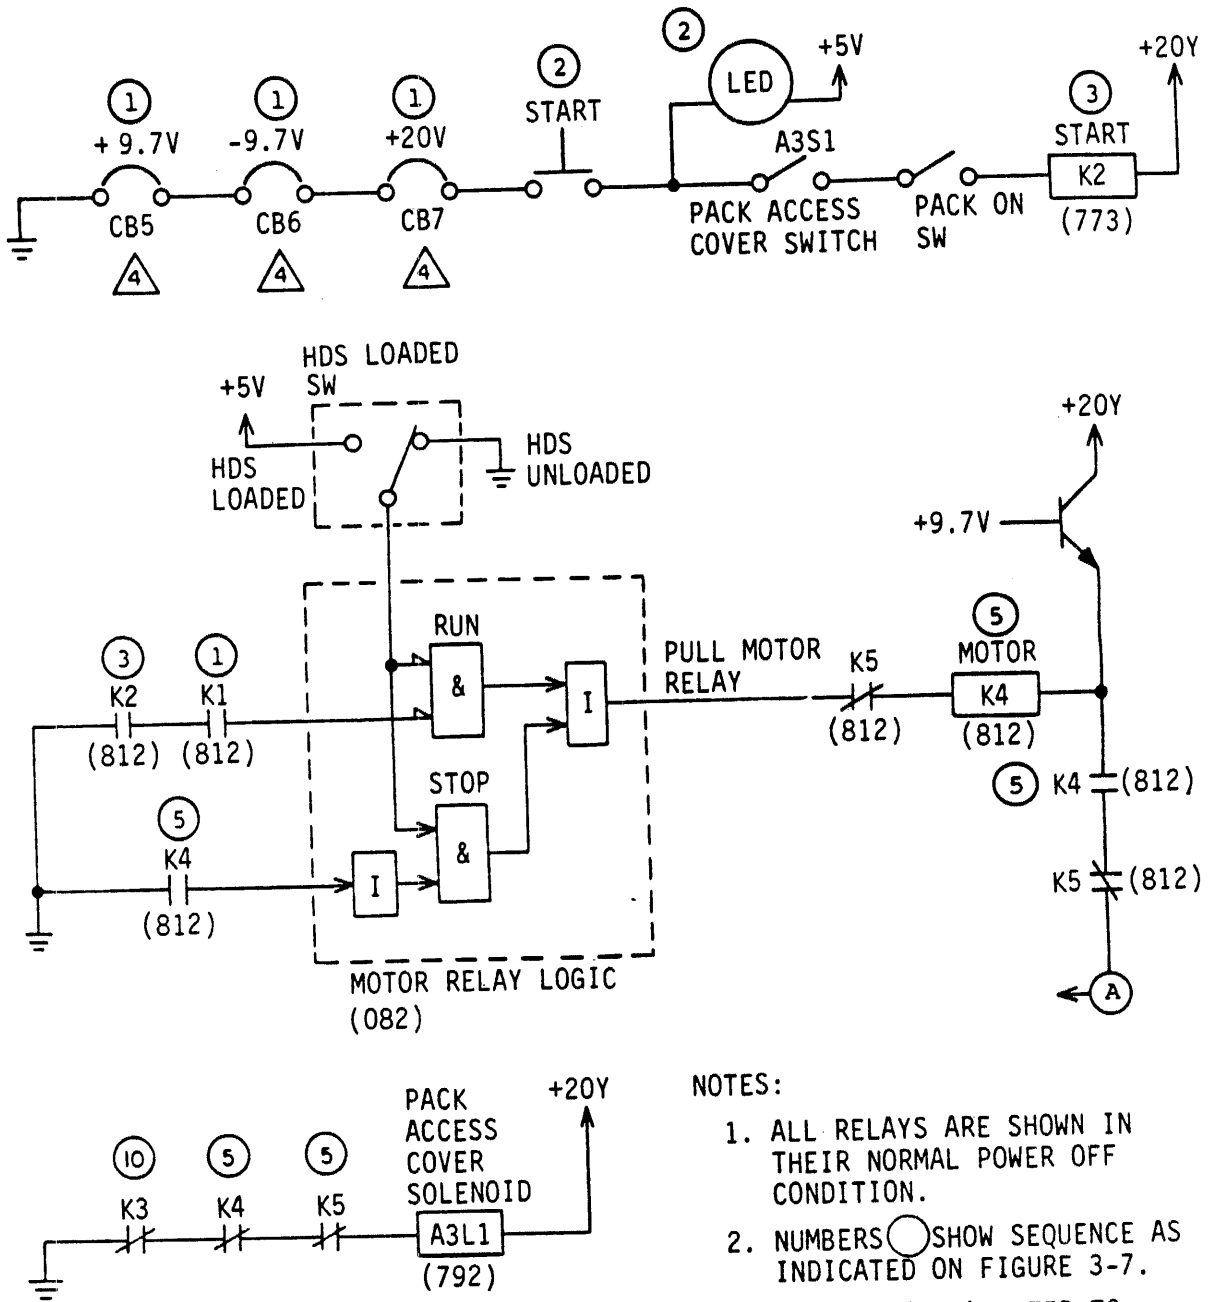 1 1 1 2 2 3
+9.7V -9.7V +20V START LED +5V START +20Y
A3S1
K2
CB5 CB6 CB7 PACK ACCESS PACK ON (773)
COVER SWITCH SW
4 4 4
HDS LOADED
SW
+5V
HDS
LOADED
HDS
UNLOADED
+20Y
+9.7V
3 1
K2 K1
(812) (812)
RUN
&
I
PULL MOTOR
RELAY
K5
(812)
5
MOTOR
K4
(812)
5 K4 (812)
K5 (812)
A
5
K4
(812)
STOP
&
I
MOTOR RELAY LOGIC
(082)
10 5 5
K3 K4 K5
PACK
ACCESS
COVER
SOLENOID
A3L1
(792)
+20Y
NOTES:
1. ALL RELAYS ARE SHOWN IN
THEIR NORMAL POWER OFF
CONDITION.
2. NUMBERS SHOW SEQUENCE AS
INDICATED ON FIGURE 3-7.